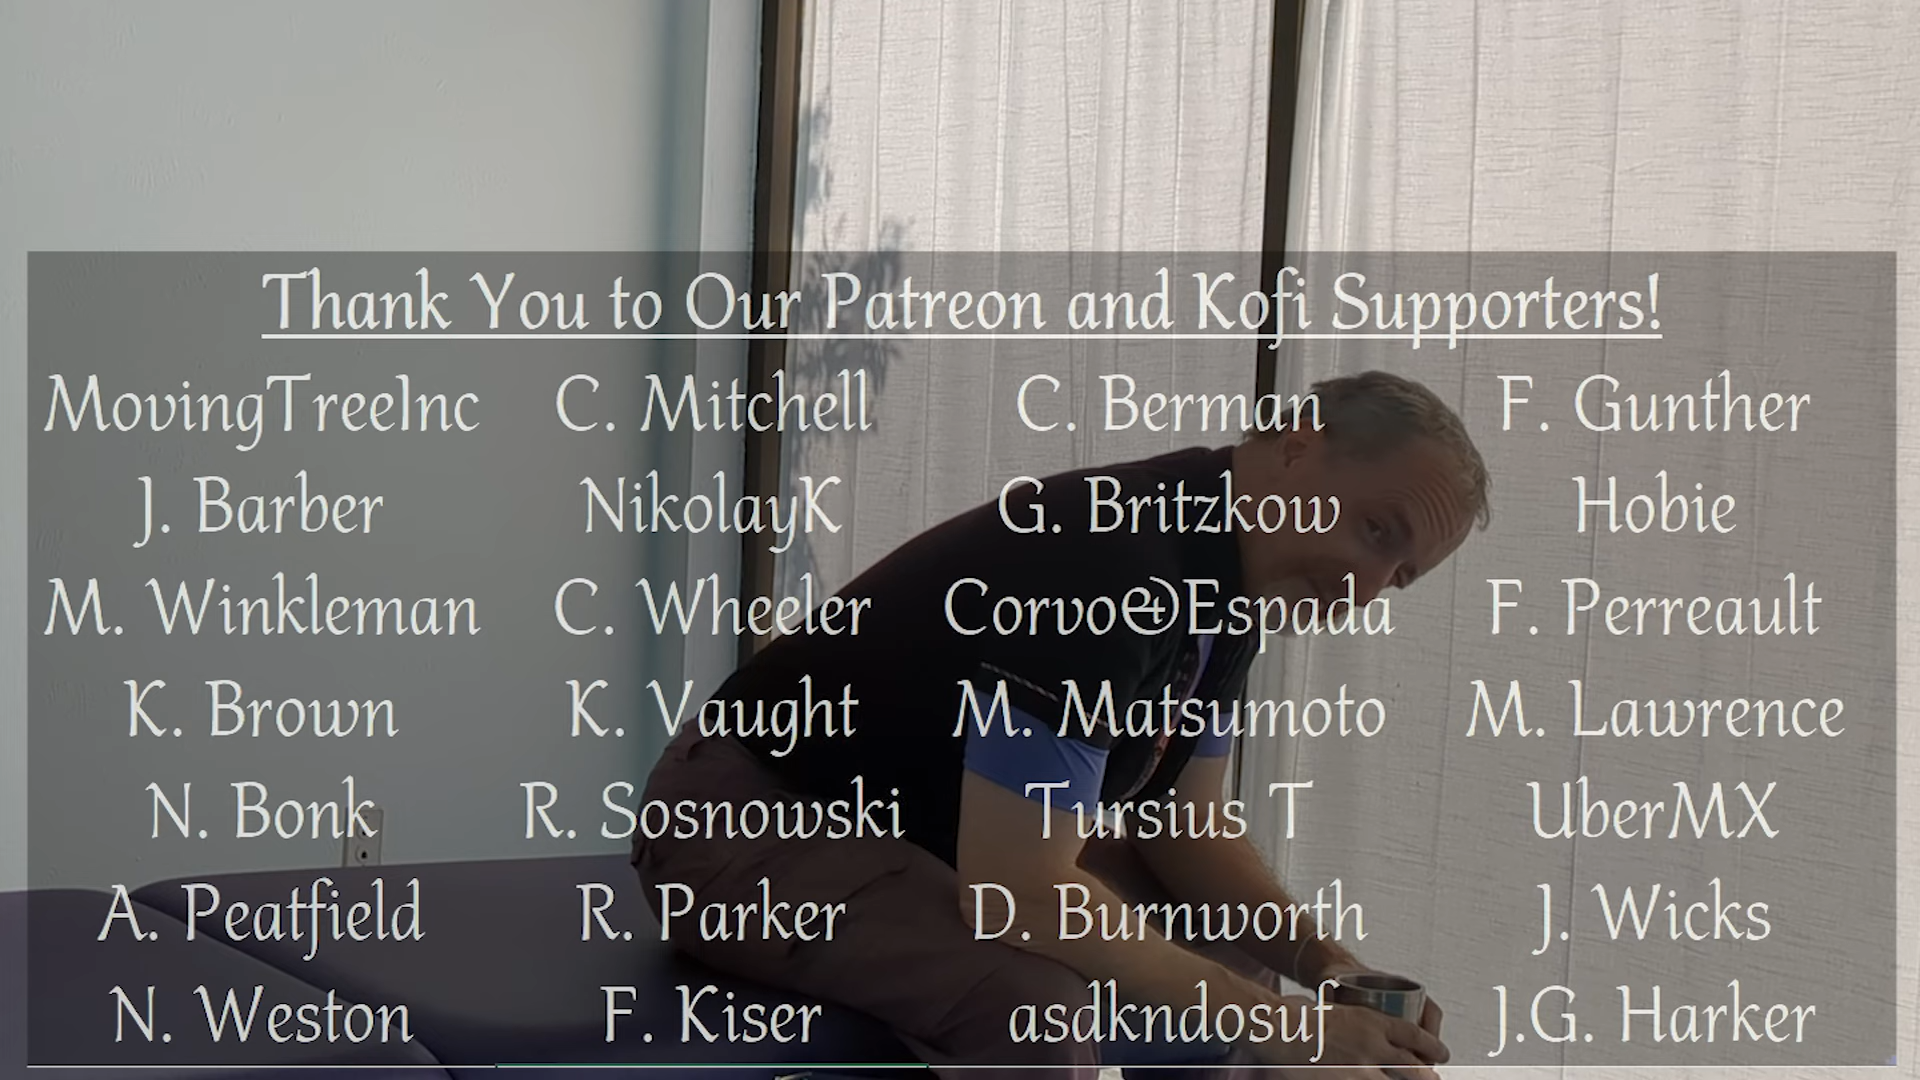 Thank You to Our Patreon and Kofi Supporters!
MovingTreeInc C. Mitchell C. Berman F. Gunther
J. Barber NikolayK G. Britzkow Hobie
M. Winkleman C. Wheeler Corvo&Espada F. Perreault
K. Brown K. Vaught M. Matsumoto M. Lawrence
N. Bonk R. Sosnowski Tursius T UberMX
A. Peatfield R. Parker D. Burnworth J. Wicks
N. Weston F. Kiser asdkndosuf J.G. Harker